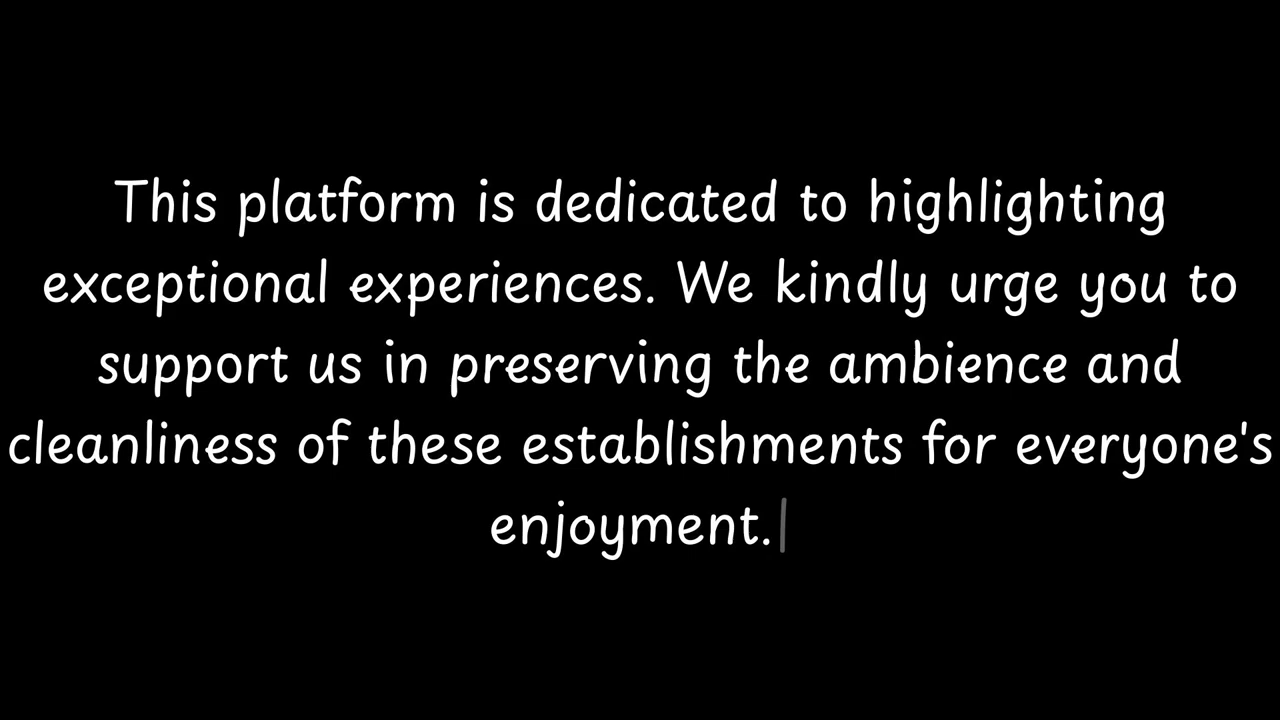 This platform is dedicated to highlighting
exceptional experiences. We kindly urge you to
support us in preserving the ambience and
cleanliness of these establishments for everyone's
enjoyment.